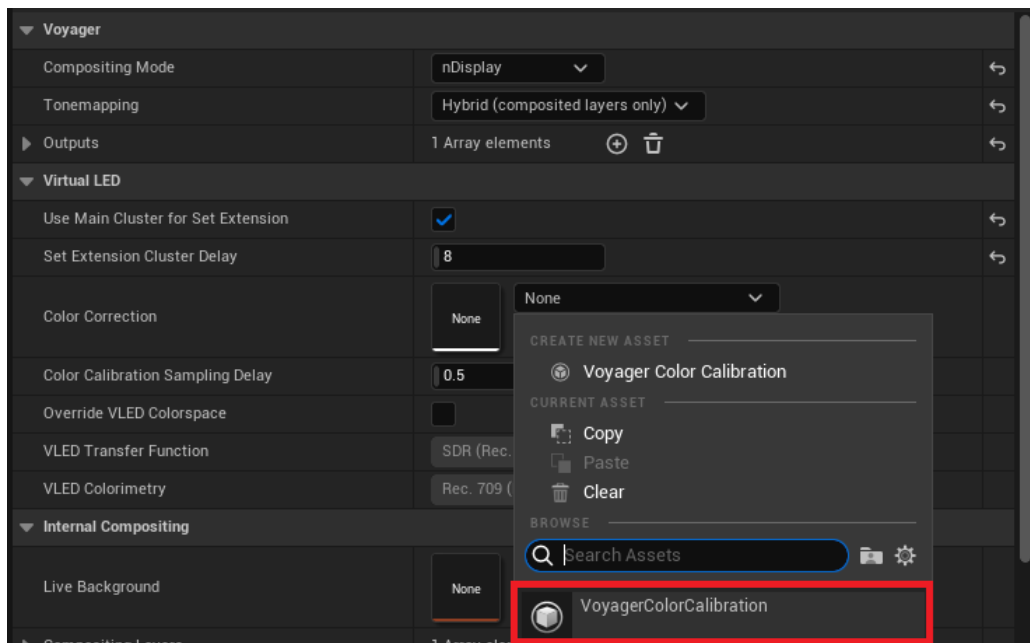 Voyager
Compositing Mode
nDisplay
Tonemapping
Hybrid (composited layers only)
Outputs
1 Array elements
Virtual LED
Use Main Cluster for Set Extension
Set Extension Cluster Delay
8
Color Correction
None
None
CREATE NEW ASSET
Voyager Color Calibration
CURRENT ASSET
Copy
Paste
Clear
BROWSE
Search Assets
VoyagerColorCalibration
Color Calibration Sampling Delay
0.5
Override VLED Colorspace
VLED Transfer Function
SDR (Rec.
VLED Colorimetry
Rec. 709 (
Internal Compositing
Live Background
None